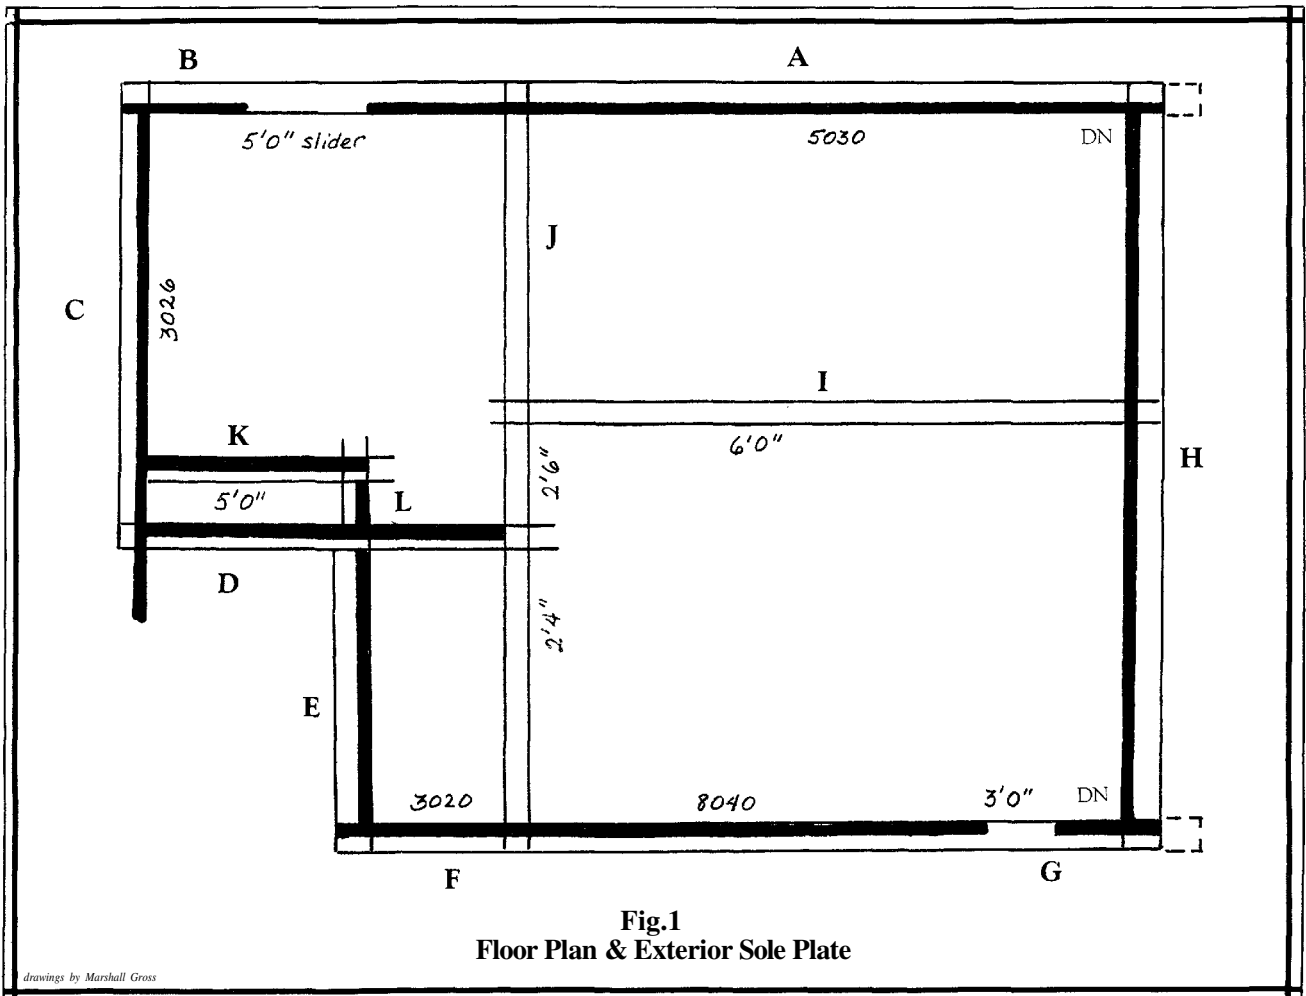 B
A
5'0" slider
5030
DN
J
C
3026
I
K
6'0"
H
2'6"
5'0"
L
D
2'4"
E
3020
8040
3'0"
DN
F
G
Fig.1
Floor Plan & Exterior Sole Plate
drawings by Marshall Gross